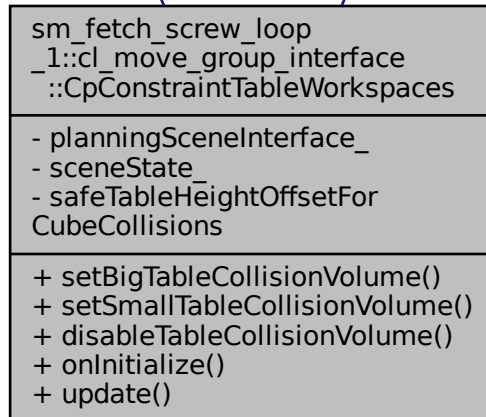 sm_fetch_screw_loop
_1::cl_move_group_interface
::CpConstraintTableWorkspaces
- planningSceneInterface_
- sceneState_
- safeTableHeightOffsetFor
CubeCollisions
+ setBigTableCollisionVolume()
+ setSmallTableCollisionVolume()
+ disableTableCollisionVolume()
+ onInitialize()
+ update()